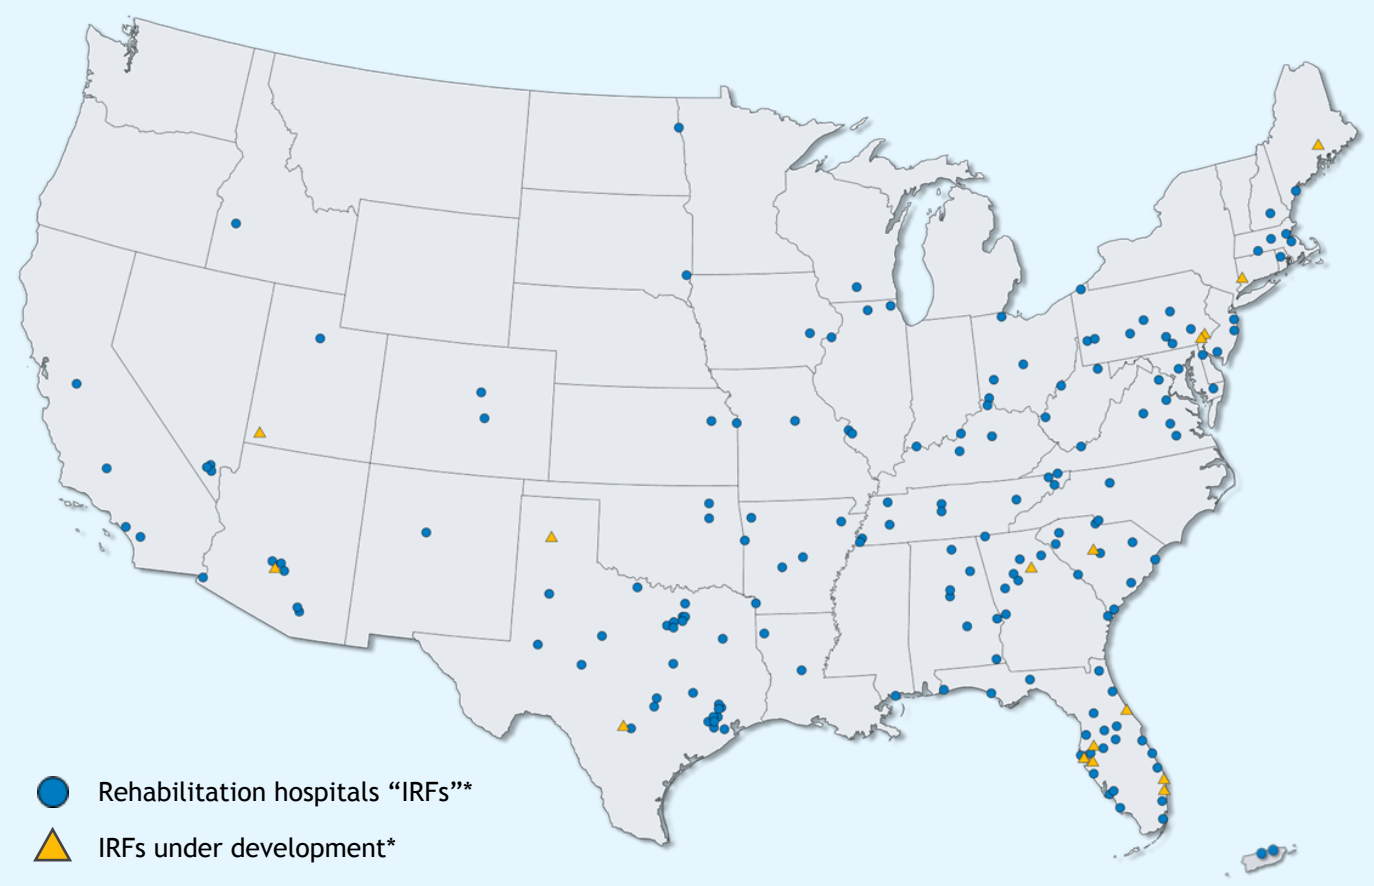 Rehabilitation hospitals “IRFs”*
IRFs under development*